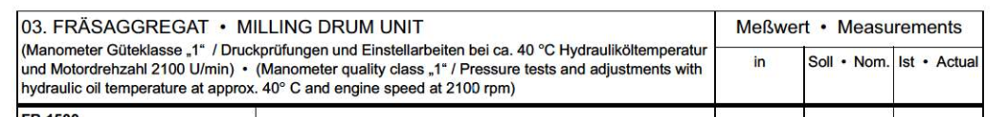 03. FRÄSAGGREGAT • MILLING DRUM UNIT
(Manometer Güteklasse „1“ / Druckprüfungen und Einstellarbeiten bei ca. 40 °C Hydrauliköltemperatur
und Motordrehzahl 2100 U/min) • (Manometer quality class „1“ / Pressure tests and adjustments with
hydraulic oil temperature at approx. 40° C and engine speed at 2100 rpm)
Meßwert • Measurements
in
Soll • Nom.
Ist • Actual